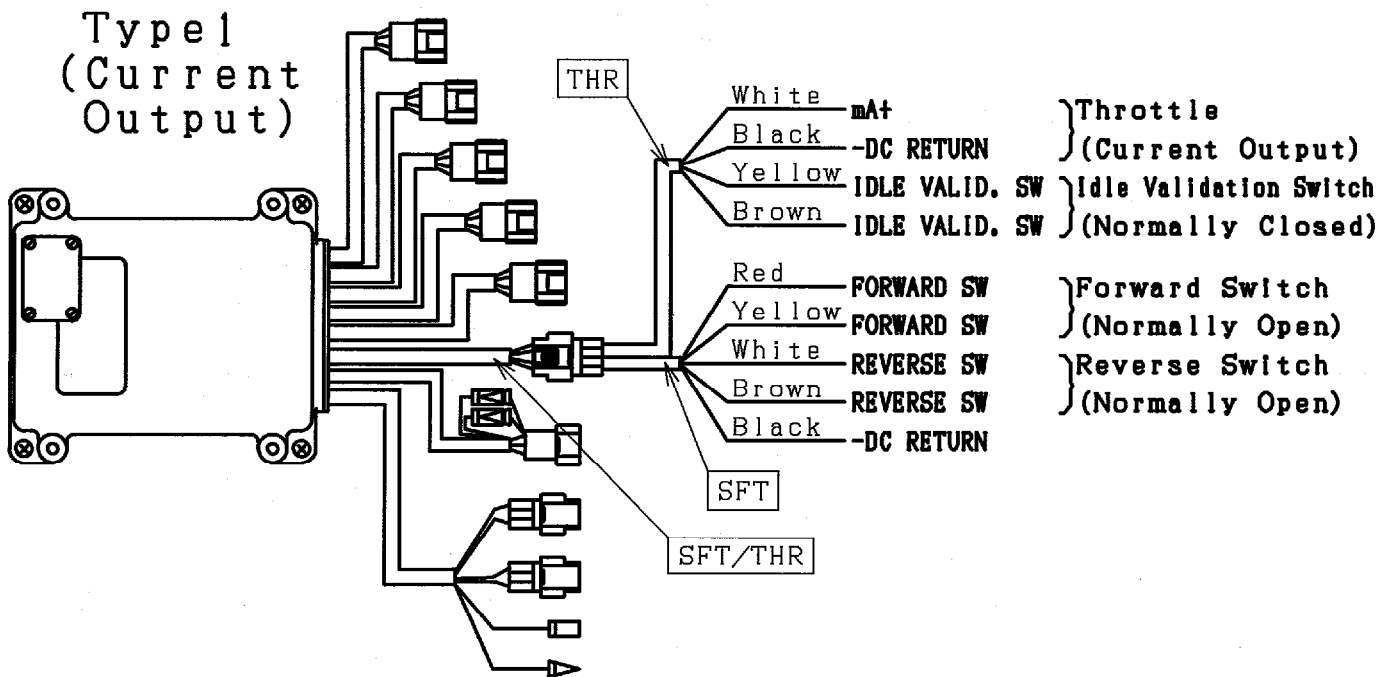 Type1
(Current
Output)
THR
White mA+
Black -DC RETURN
Throttle
(Current Output)
Yellow IDLE VALID. SW
Brown IDLE VALID. SW
Idle Validation Switch
(Normally Closed)
Red FORWARD SW
Yellow FORWARD SW
Forward Switch
(Normally Open)
White REVERSE SW
Brown REVERSE SW
Reverse Switch
(Normally Open)
Black -DC RETURN
SFT
SFT/THR